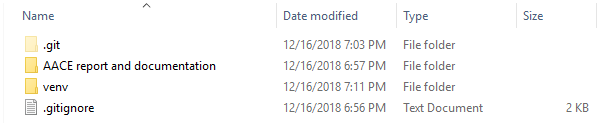 Name Date modified Type Size
.git 12/16/2018 7:03 PM File folder
AACE report and documentation 12/16/2018 6:57 PM File folder
venv 12/16/2018 7:11 PM File folder
.gitignore 12/16/2018 6:56 PM Text Document 2 KB